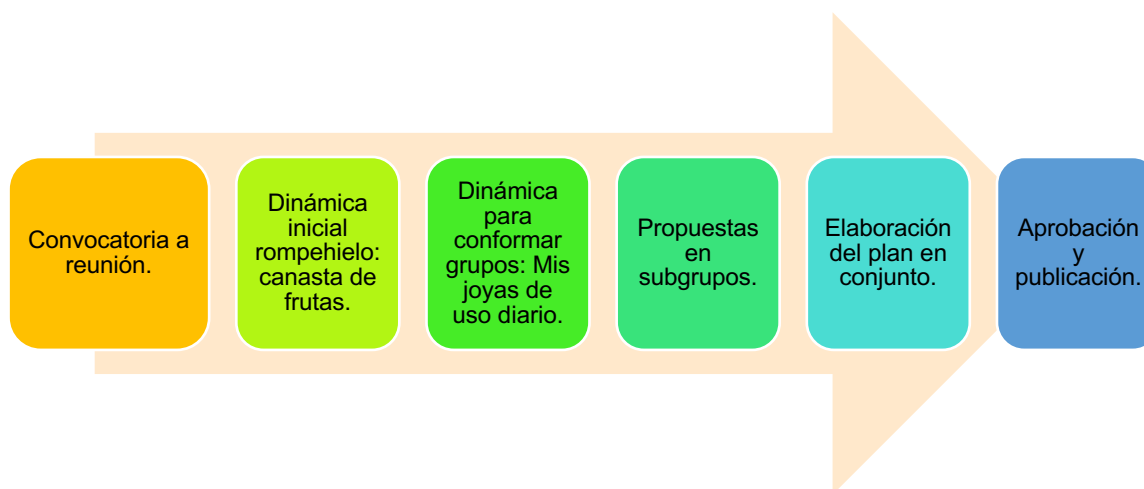 Convocatoria a
reunión.
Dinámica
inicial
rompehielo:
canasta de
frutas.
Dinámica
para
conformar
grupos: Mis
joyas de
uso diario.
Propuestas
en
subgrupos.
Elaboración
del plan en
conjunto.
Aprobación
y
publicación.